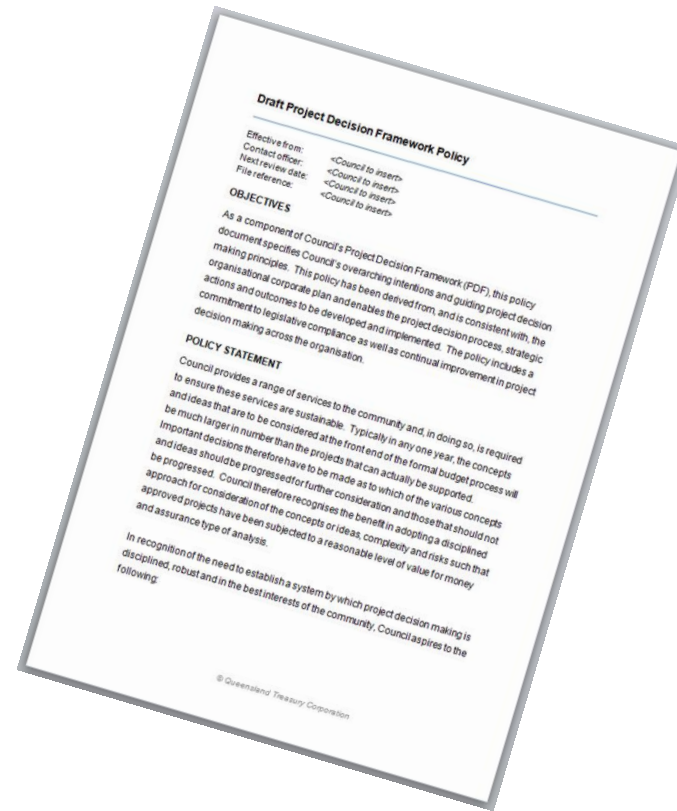 Draft Project Decision Framework Policy
Effective from: <Council to insert>
Contact officer: <Council to insert>
Next review date: <Council to insert>
File reference: <Council to insert>
OBJECTIVES
As a component of Council's Project Decision Framework (PDF), this policy
document specifies Council's overarching intentions and guiding project decision
making principles. This policy has been derived from, and is consistent with, the
organisational corporate plan and enables the project decision process, strategic
actions and outcomes to be developed and implemented. The policy includes a
commitment to legislative compliance as well as continual improvement in project
decision making across the organisation.
POLICY STATEMENT
Council provides a range of services to the community and, in doing so, is required
to ensure these services are sustainable. Typically in any one year, the concepts
and ideas that are to be considered at the front end of the formal budget process will
be much larger in number than the projects that can actually be supported.
Important decisions therefore have to be made as to which of the various concepts
and ideas should be progressed for further consideration and those that should not
be progressed. Council therefore recognises the benefit in adopting a disciplined
approach for consideration of the concepts or ideas, complexity and risks such that
approved projects have been subjected to a reasonable level of value for money
and assurance type of analysis.
In recognition of the need to establish a system by which project decision making is
disciplined, robust and in the best interests of the community, Council aspires to the
following:
© Queensland Treasury Corporation